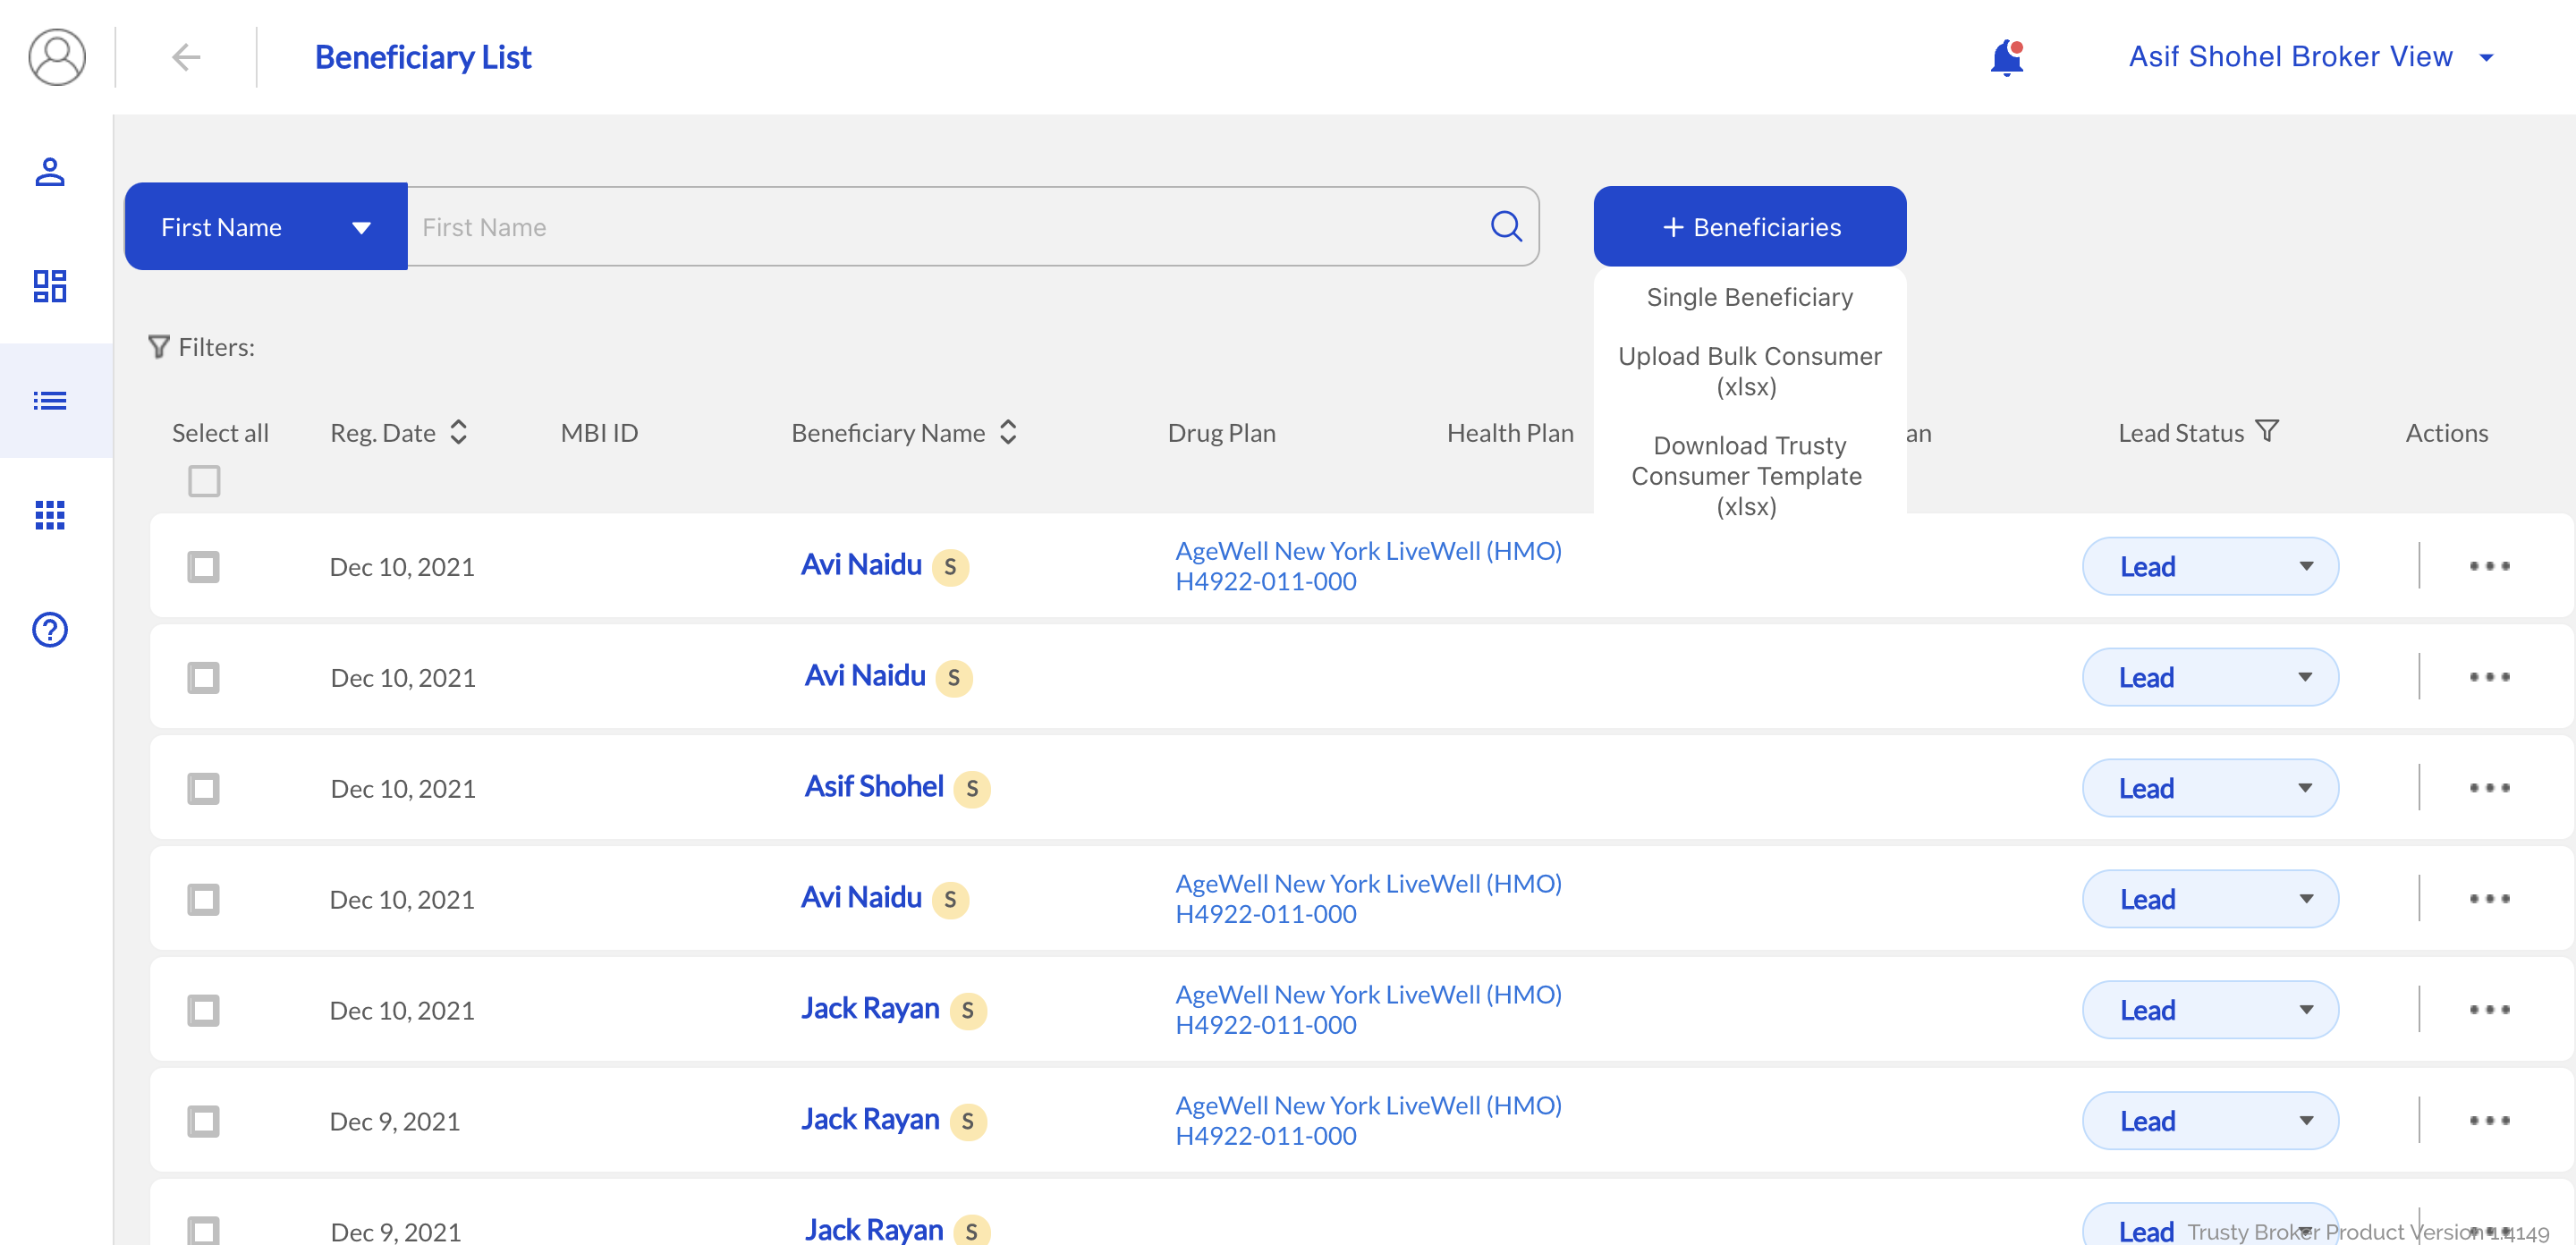 Beneficiary List
Asif Shohel Broker View
First Name
First Name
+ Beneficiaries
Single Beneficiary
Upload Bulk Consumer
(xlsx)
Download Trusty
Consumer Template
(xlsx)
Filters:
Select all
Reg. Date
MBI ID
Beneficiary Name
Drug Plan
Health Plan
an
Lead Status
Actions
Dec 10, 2021
Avi Naidu S
AgeWell New York LiveWell (HMO)
H4922-011-000
Lead
Dec 10, 2021
Avi Naidu S
Lead
Dec 10, 2021
Asif Shohel S
Lead
Dec 10, 2021
Avi Naidu S
AgeWell New York LiveWell (HMO)
H4922-011-000
Lead
Dec 10, 2021
Jack Rayan S
AgeWell New York LiveWell (HMO)
H4922-011-000
Lead
Dec 9, 2021
Jack Rayan S
AgeWell New York LiveWell (HMO)
H4922-011-000
Lead
Dec 9, 2021
Jack Rayan S
Lead
Trusty Broker Product Version 1.4149